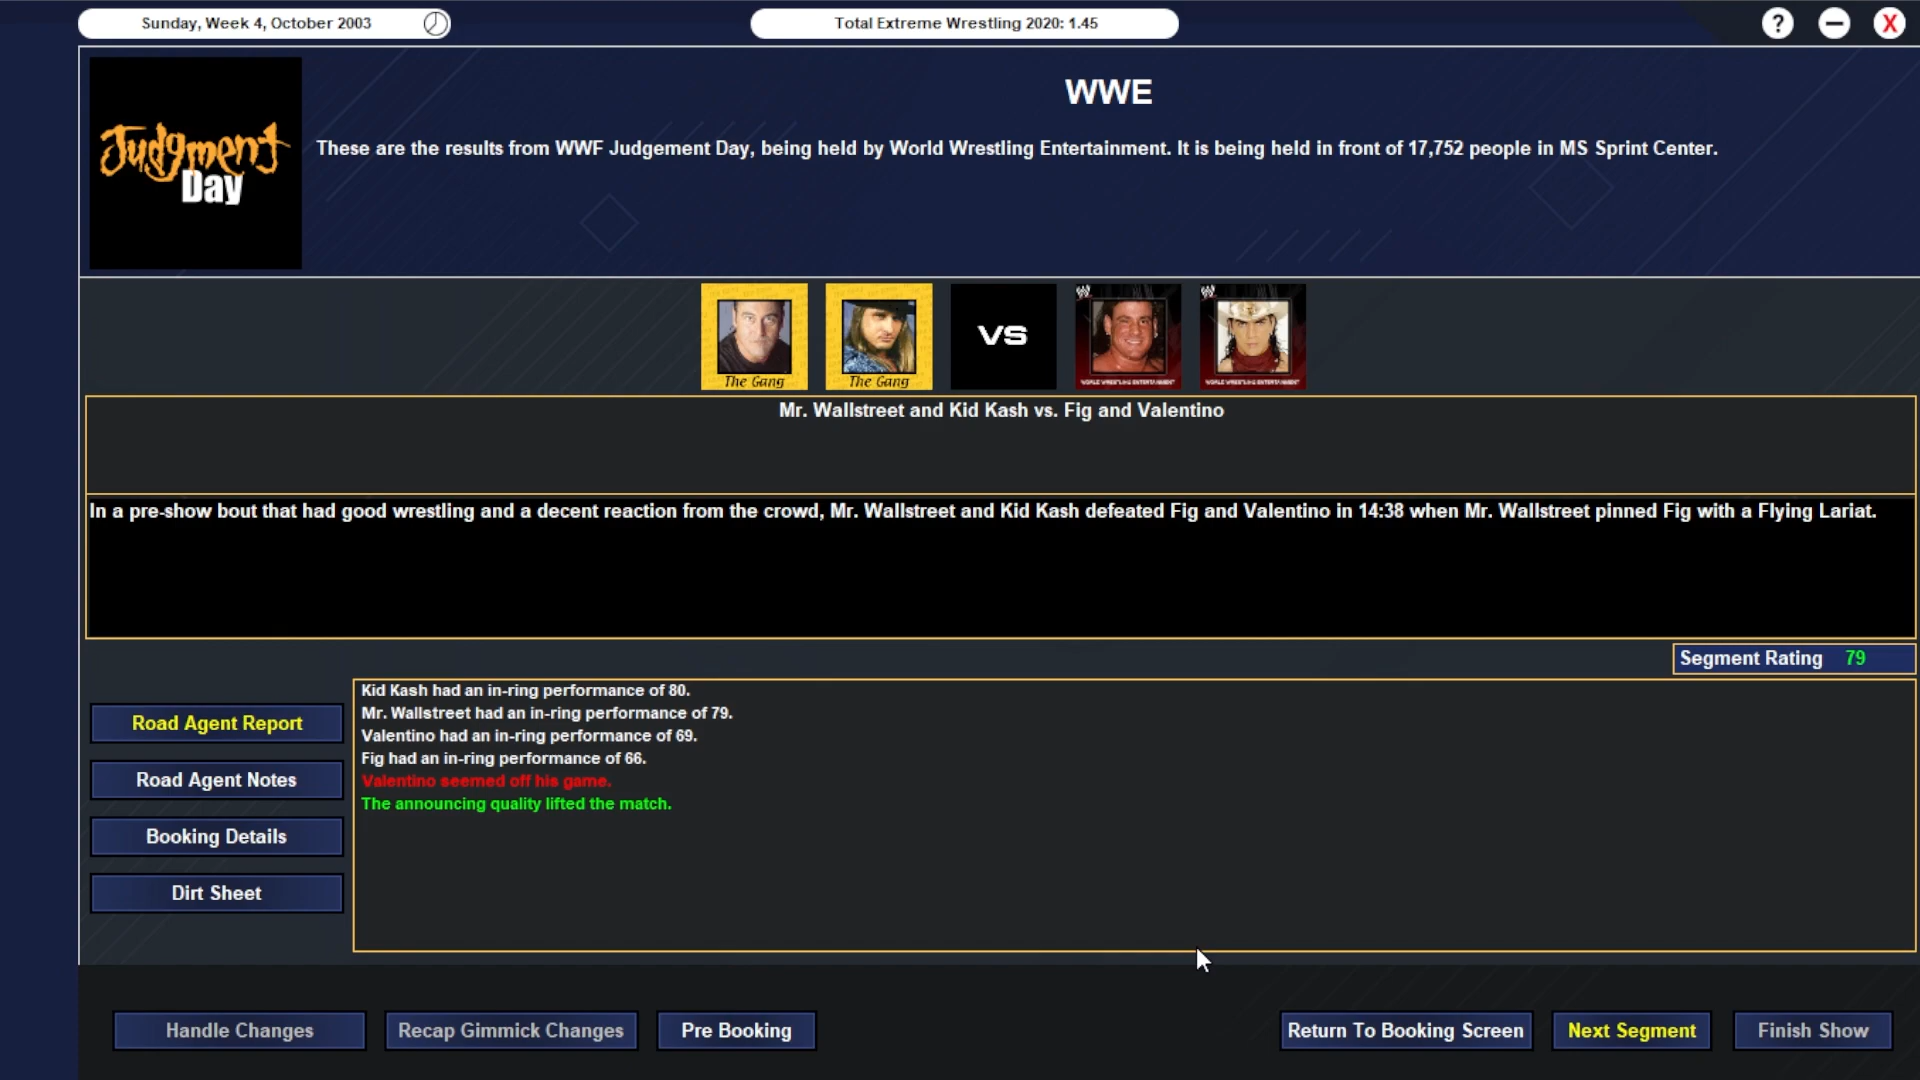 Sunday, Week 4, October 2003
Total Extreme Wrestling 2020: 1.45
?
X
Judgment
Day
WWE
These are the results from WWF Judgement Day, being held by World Wrestling Entertainment. It is being held in front of 17,752 people in MS Sprint Center.
The Gang
The Gang
VS
WORLD WRESTLING ENTERTAINMENT
WORLD WRESTLING ENTERTAINMENT
Mr. Wallstreet and Kid Kash vs. Fig and Valentino
In a pre-show bout that had good wrestling and a decent reaction from the crowd, Mr. Wallstreet and Kid Kash defeated Fig and Valentino in 14:38 when Mr. Wallstreet pinned Fig with a Flying Lariat.
Segment Rating 79
Road Agent Report
Road Agent Notes
Booking Details
Dirt Sheet
Kid Kash had an in-ring performance of 80.
Mr. Wallstreet had an in-ring performance of 79.
Valentino had an in-ring performance of 69.
Fig had an in-ring performance of 66.
Valentino seemed off his game.
The announcing quality lifted the match.
Handle Changes
Recap Gimmick Changes
Pre Booking
Return To Booking Screen
Next Segment
Finish Show